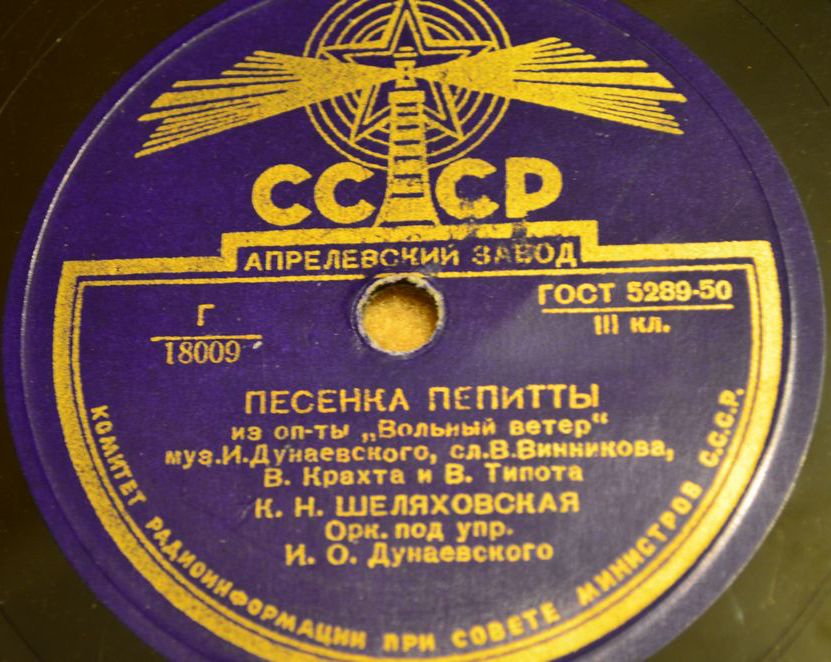 СССР
АПРЕЛЕВСКИЙ ЗАВОД
ГОСТ 5289-50
III кл.
Г
18009
ПЕСЕНКА ПЕПИТТЫ
из оп-ты „Вольный ветер“
муз.И.Дунаевского, сл.В.Винникова,
В. Крахта и В. Типота
К. Н. ШЕЛЯХОВСКАЯ
Орк. под упр.
И. О. Дунаевского
КОМИТЕТ РАДИОИНФОРМАЦИИ ПРИ СОВЕТЕ МИНИСТРОВ С.С.С.Р.